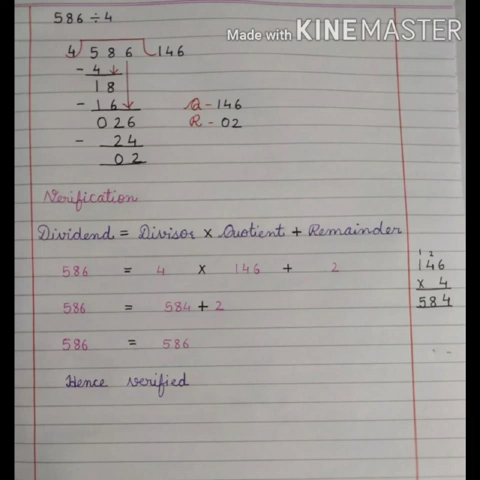 586 ÷ 4
Made with KINEMASTER
4 5 8 6 146
- 4
1 8
- 1 6
0 2 6
- 2 4
0 2
Q - 146
R - 02
Verification
Dividend = Divisor x Quotient + Remainder
586 = 4 x 146 + 2
586 = 584 + 2
586 = 586
Hence verified
1 2
146
x 4
584